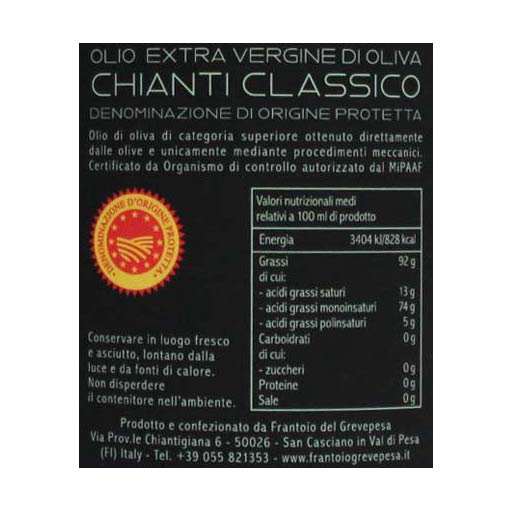 OLIO EXTRA VERGINE DI OLIVA
CHIANTI CLASSICO
DENOMINAZIONE DI ORIGINE PROTETTA
Olio di oliva di categoria superiore ottenuto direttamente
dalle olive e unicamente mediante procedimenti meccanici.
Certificato da Organismo di controllo autorizzato dal MiPAAF
DENOMINAZIONE D'ORIGINE PROTETTA
Valori nutrizionali medi
relativi a 100 ml di prodotto
Energia 3404 kJ/828 kcal
Grassi 92 g
di cui:
- acidi grassi saturi 13 g
- acidi grassi monoinsaturi 74 g
- acidi grassi polinsaturi 5 g
Carboidrati 0 g
di cui:
- zuccheri 0 g
Proteine 0 g
Sale 0 g
Conservare in luogo fresco
e asciutto, lontano dalla
luce e da fonti di calore.
Non disperdere
il contenitore nell'ambiente.
Prodotto e confezionato da Frantoio del Grevepesa
Via Prov.le Chiantigiana 6 - 50026 - San Casciano in Val di Pesa
(FI) Italy - Tel. +39 055 821353 - www.frantoiogrevepesa.it